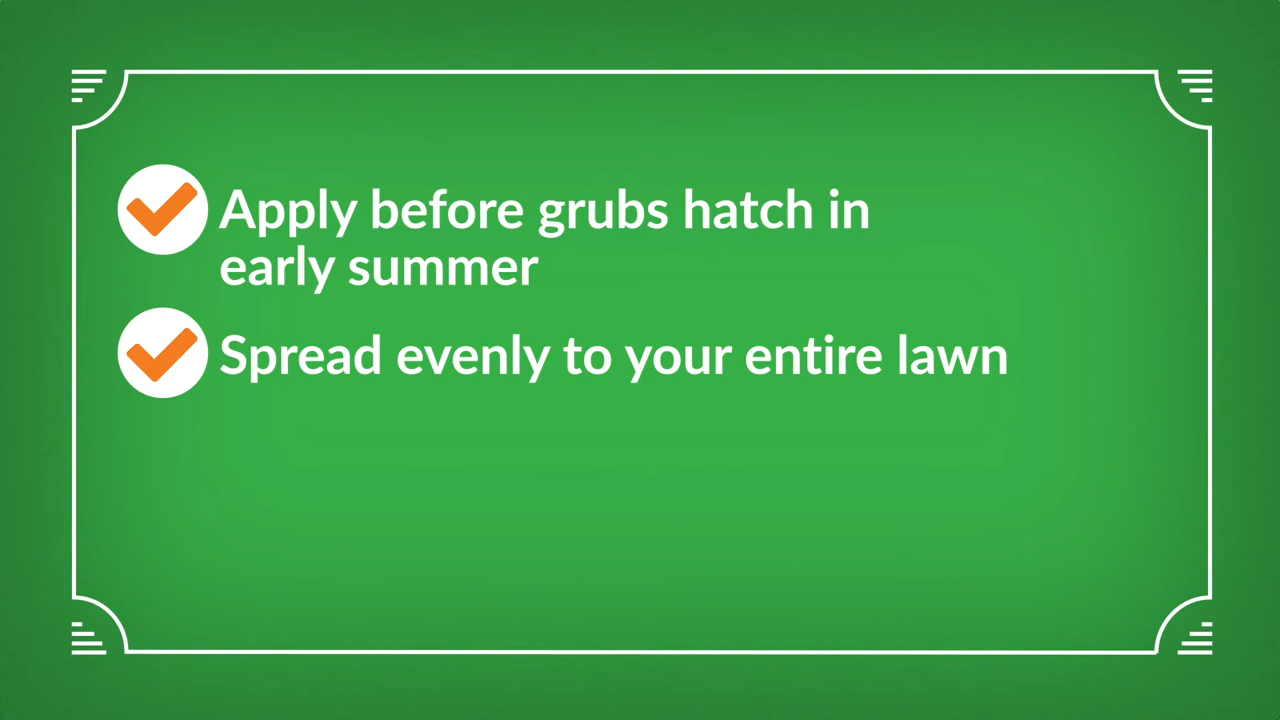 Apply before grubs hatch in
early summer
Spread evenly to your entire lawn